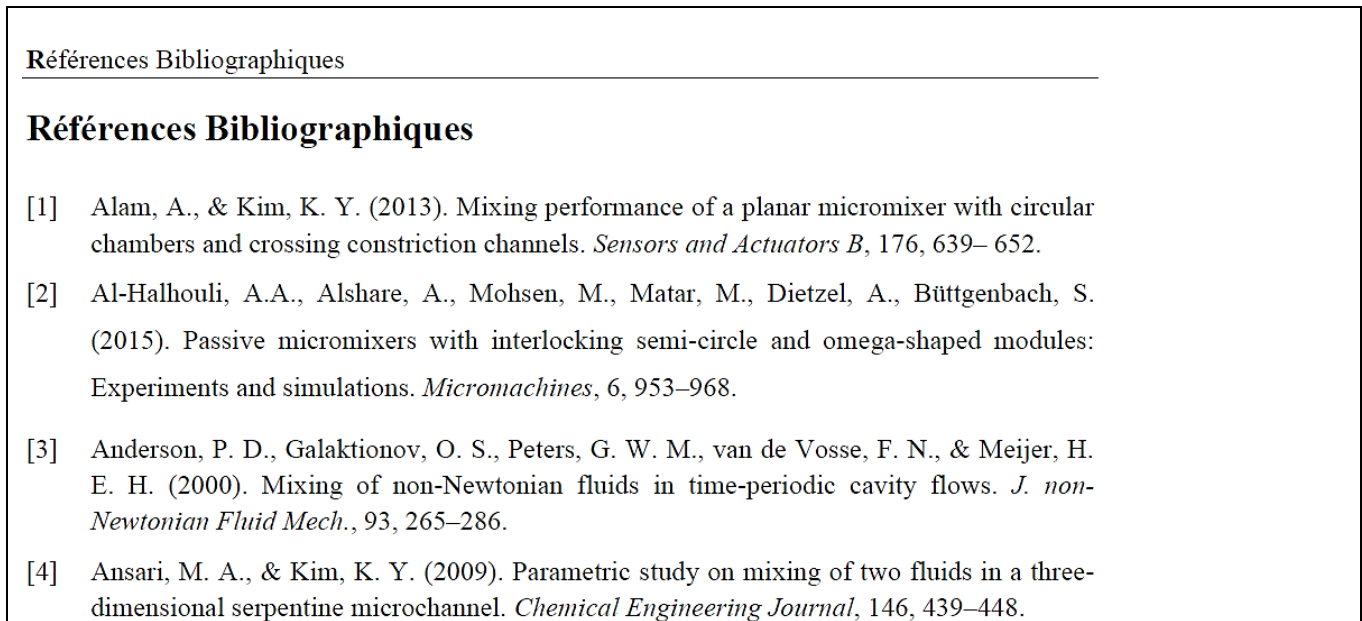 Références Bibliographiques
Références Bibliographiques
[1] Alam, A., & Kim, K. Y. (2013). Mixing performance of a planar micromixer with circular
chambers and crossing constriction channels. Sensors and Actuators B, 176, 639– 652.
[2] Al-Halhouli, A.A., Alshare, A., Mohsen, M., Matar, M., Dietzel, A., Büttgenbach, S.
(2015). Passive micromixers with interlocking semi-circle and omega-shaped modules:
Experiments and simulations. Micromachines, 6, 953–968.
[3] Anderson, P. D., Galaktionov, O. S., Peters, G. W. M., van de Vosse, F. N., & Meijer, H.
E. H. (2000). Mixing of non-Newtonian fluids in time-periodic cavity flows. J. non-
Newtonian Fluid Mech., 93, 265–286.
[4] Ansari, M. A., & Kim, K. Y. (2009). Parametric study on mixing of two fluids in a three-
dimensional serpentine microchannel. Chemical Engineering Journal, 146, 439–448.